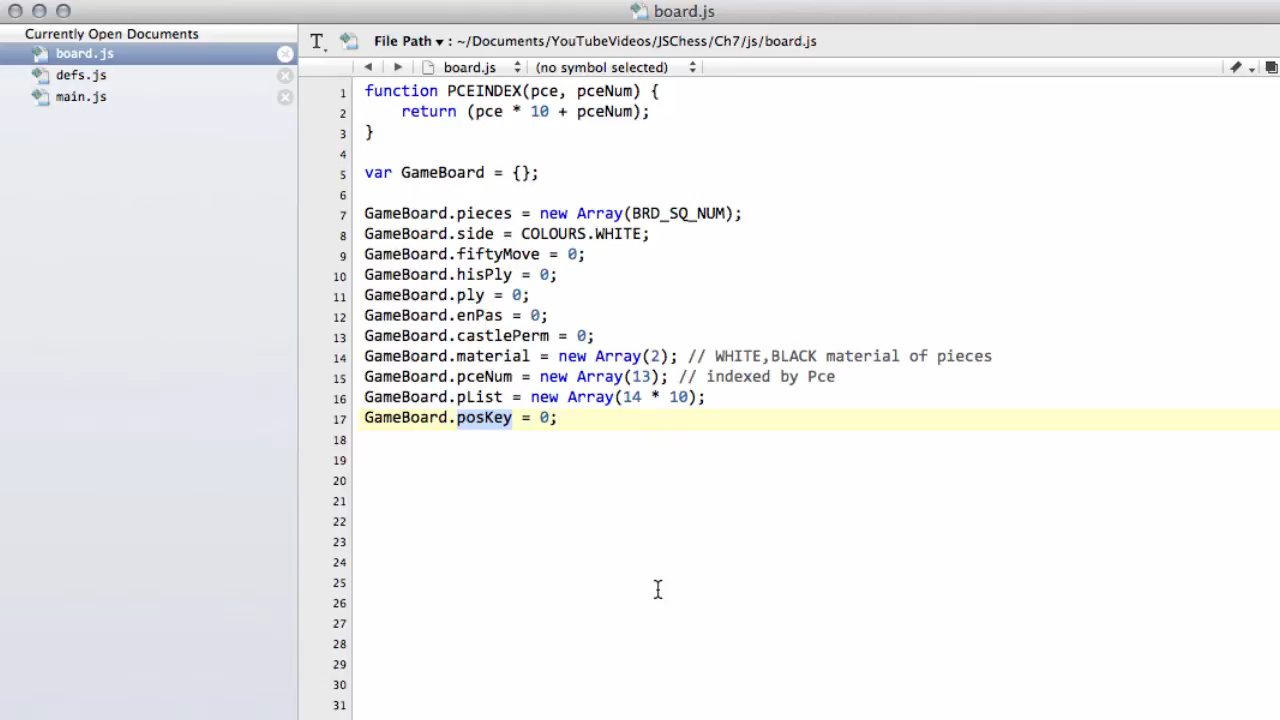 board.js
Currently Open Documents
board.js
defs.js
main.js
T File Path ▾ : ~/Documents/YouTubeVideos/JSChess/Ch7/js/board.js
board.js (no symbol selected)
1 function PCEINDEX(pce, pceNum) {
2 return (pce * 10 + pceNum);
3 }
4
5 var GameBoard = {};
6
7 GameBoard.pieces = new Array(BRD_SQ_NUM);
8 GameBoard.side = COLOURS.WHITE;
9 GameBoard.fiftyMove = 0;
10 GameBoard.hisPly = 0;
11 GameBoard.ply = 0;
12 GameBoard.enPas = 0;
13 GameBoard.castlePerm = 0;
14 GameBoard.material = new Array(2); // WHITE,BLACK material of pieces
15 GameBoard.pceNum = new Array(13); // indexed by Pce
16 GameBoard.pList = new Array(14 * 10);
17 GameBoard.posKey = 0;
18
19
20
21
22
23
24
25
26
27
28
29
30
31